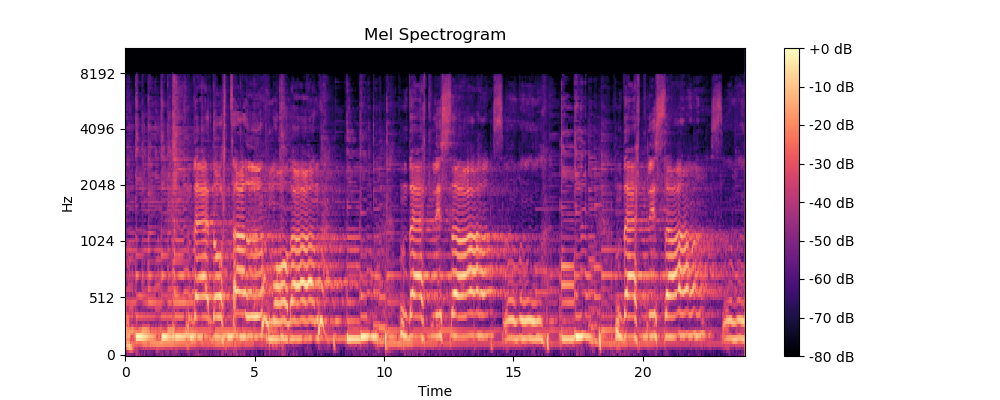 Mel Spectrogram
Hz
8192
4096
2048
1024
512
0
0 5 10 15 20
Time
+0 dB
-10 dB
-20 dB
-30 dB
-40 dB
-50 dB
-60 dB
-70 dB
-80 dB